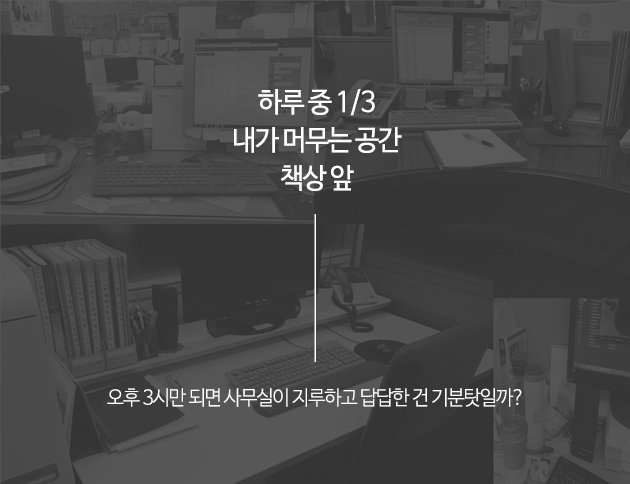 하루 중 1/3
내가 머무는 공간
책상 앞
오후 3시만 되면 사무실이 지루하고 답답한 건 기분탓일까?